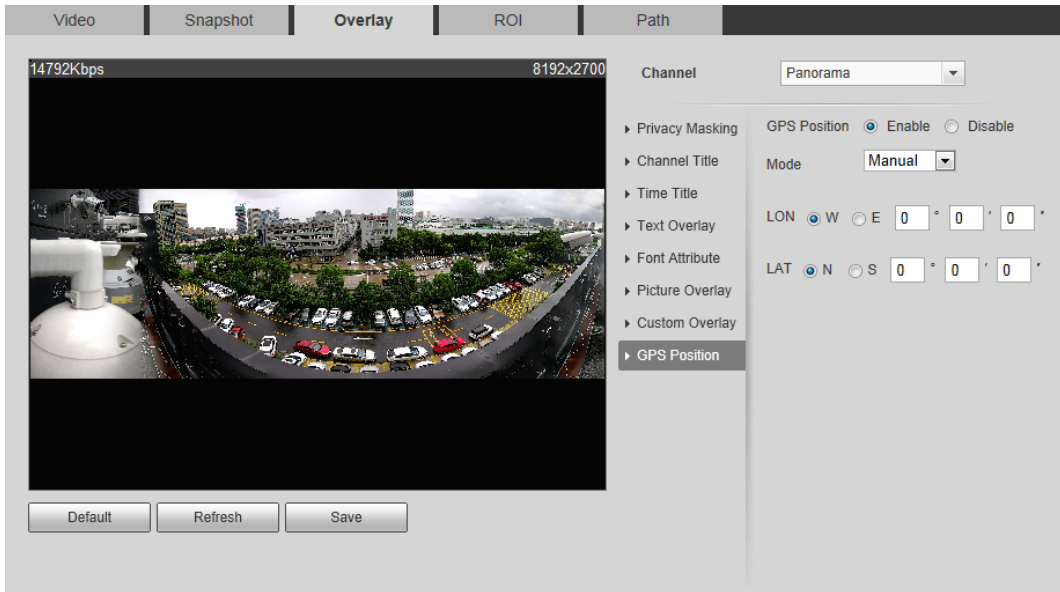 Video Snapshot Overlay ROI Path
14792Kbps 8192x2700
Channel Panorama
Privacy Masking
Channel Title
Time Title
Text Overlay
Font Attribute
Picture Overlay
Custom Overlay
GPS Position
GPS Position Enable Disable
Mode Manual
LON W E 0 ° 0 ′ 0 ″
LAT N S 0 ° 0 ′ 0 ″
Default Refresh Save